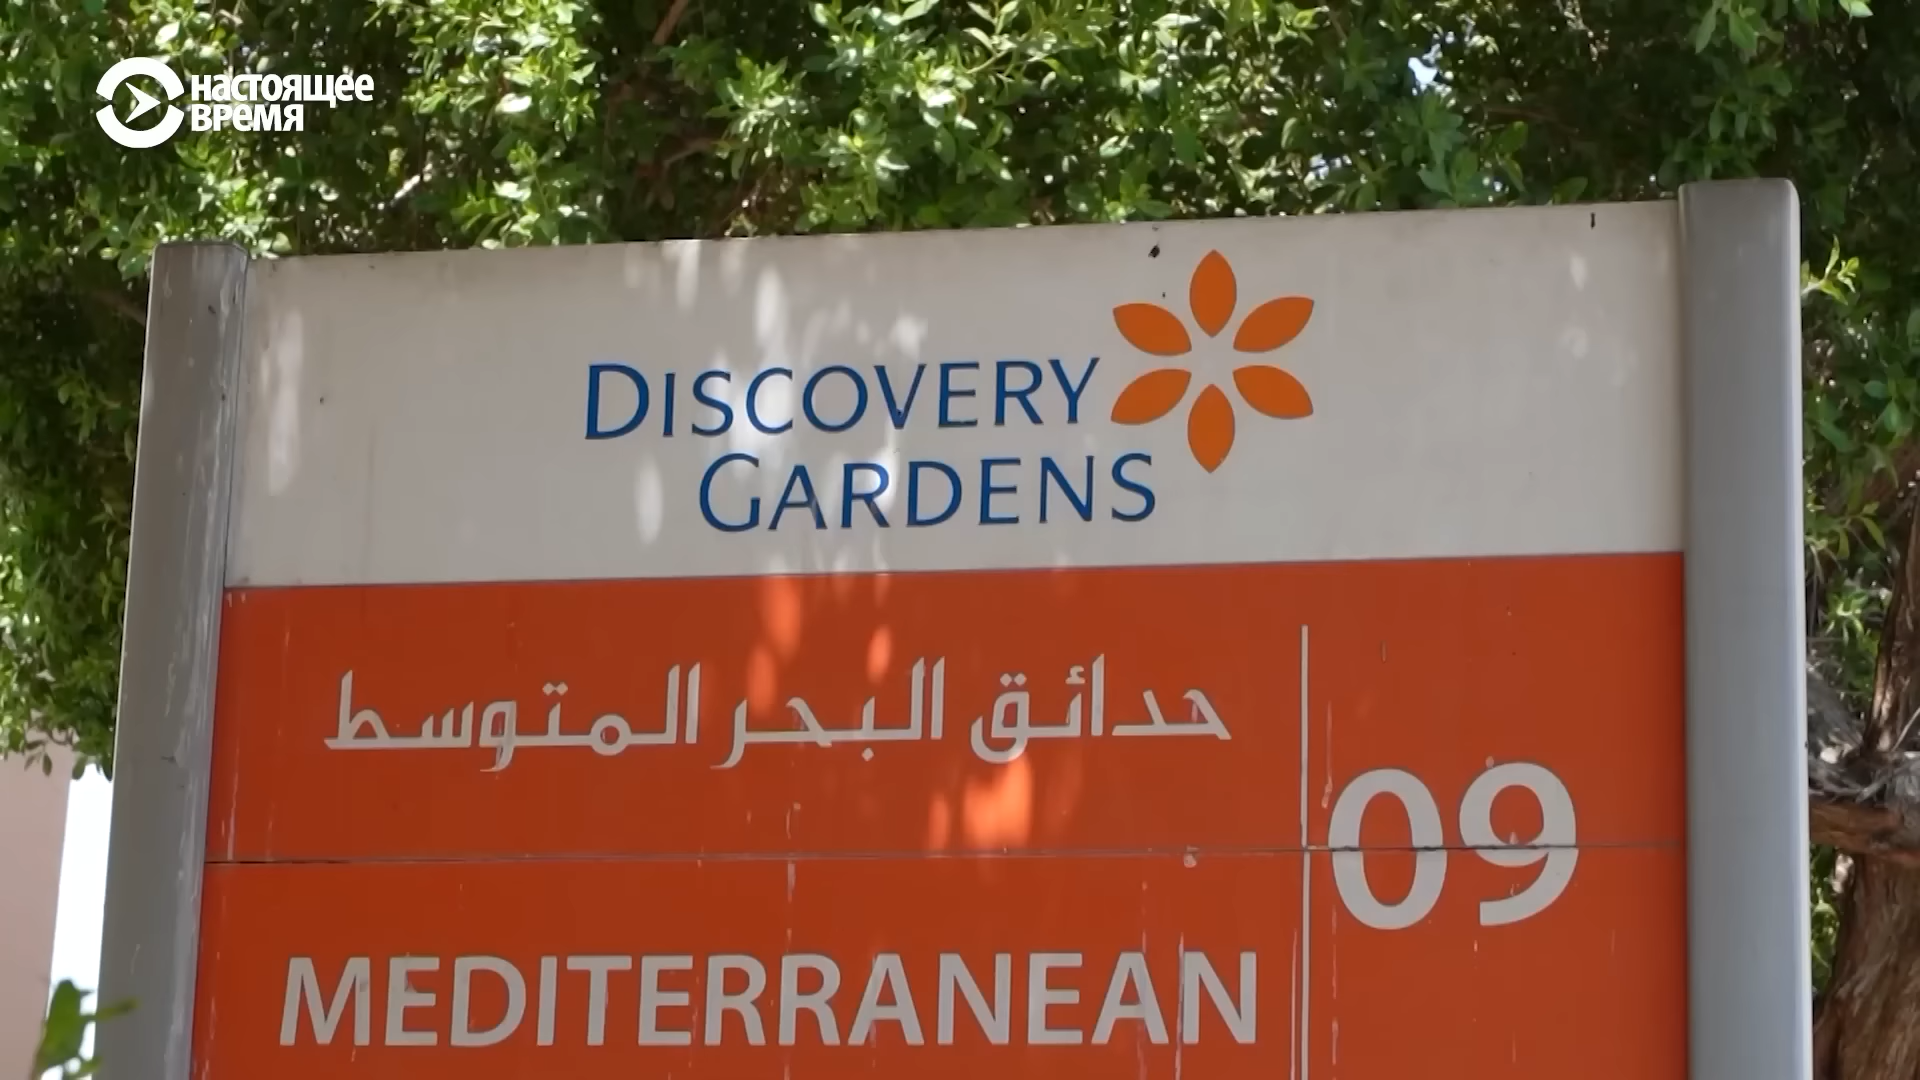 настоящее
время
DISCOVERY
GARDENS
حدائق البحر المتوسط
09
MEDITERRANEAN